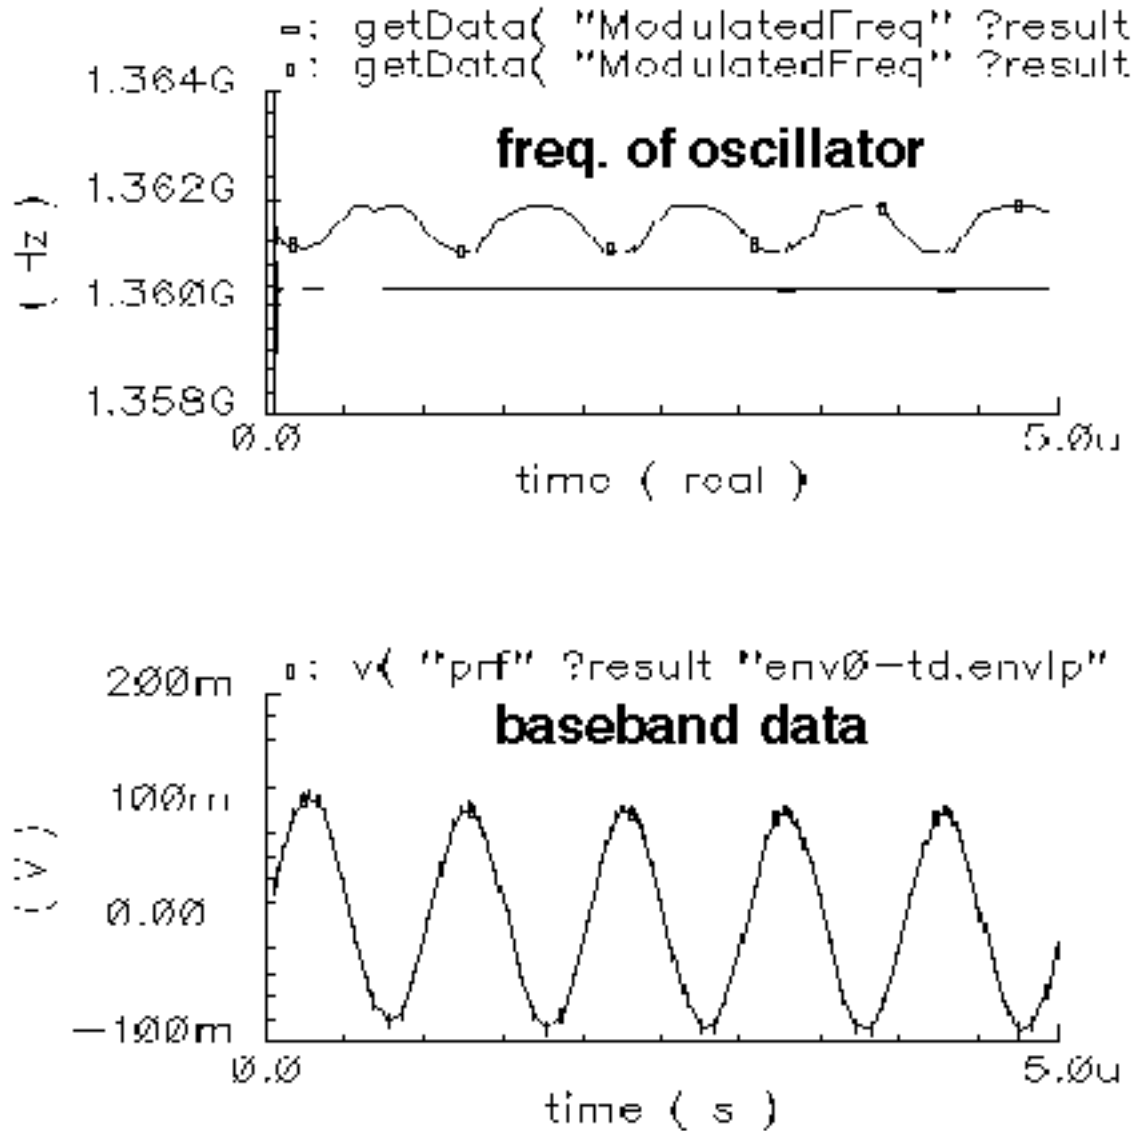 : getData( "ModulatedFreq" ?result
: getData( "ModulatedFreq" ?result
freq. of oscillator
1.364G
1.362G
1.360G
1.358G
( Hz )
0.0
5.0u
time ( real )
: v( "prf" ?result "env0-td.envlp"
baseband data
200m
100m
0.00
-100m
( V )
0.0
5.0u
time ( s )